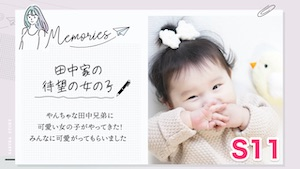 Memories
田中家の
待望の女の子
やんちゃな田中兄弟に
可愛い女の子がやってきた!
みんなに可愛がってもらいました
S11